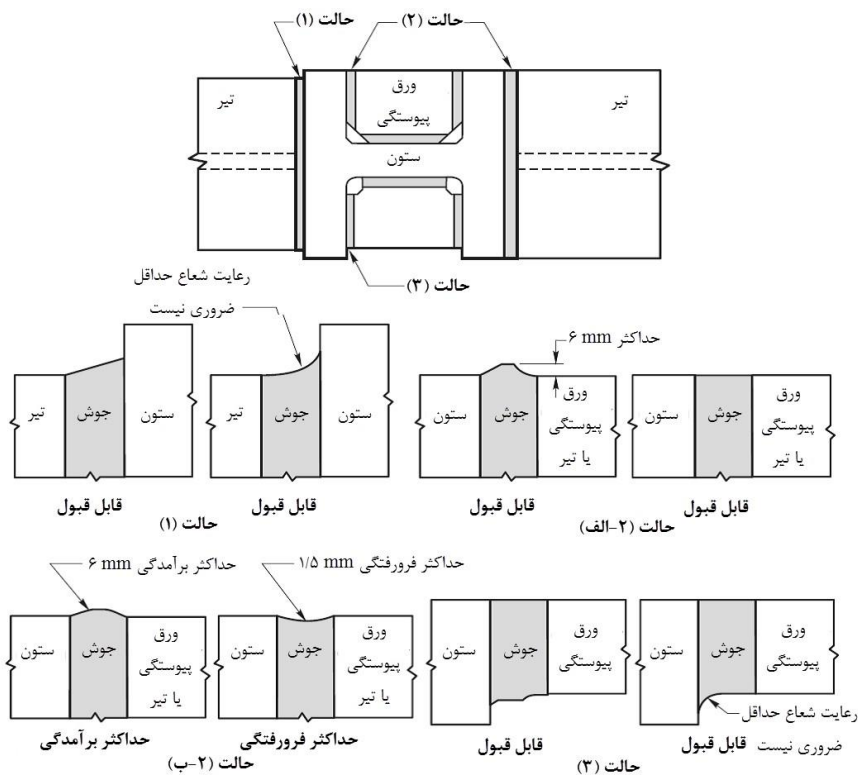 حالت (۱)
حالت (۲)
تیر
ورق
پیوستگی
ستون
تیر
حالت (۳)
رعایت شعاع حداقل
ضروری نیست
حداکثر ۶ mm
تیر
جوش
ستون
تیر
جوش
ستون
ستون
جوش
ورق
پیوستگی
یا تیر
ستون
جوش
ورق
پیوستگی
یا تیر
قابل قبول
قابل قبول
حالت (۱)
قابل قبول
قابل قبول
حالت (۲-الف)
حداکثر برآمدگی ۶ mm
حداکثر فرورفتگی ۱/۵ mm
ستون
جوش
ورق
پیوستگی
یا تیر
ستون
جوش
ورق
پیوستگی
یا تیر
ستون
جوش
ورق
پیوستگی
ستون
جوش
ورق
پیوستگی
رعایت شعاع حداقل
ضروری نیست
حداکثر برآمدگی
حداکثر فرورفتگی
حالت (۲-ب)
قابل قبول
قابل قبول
حالت (۳)